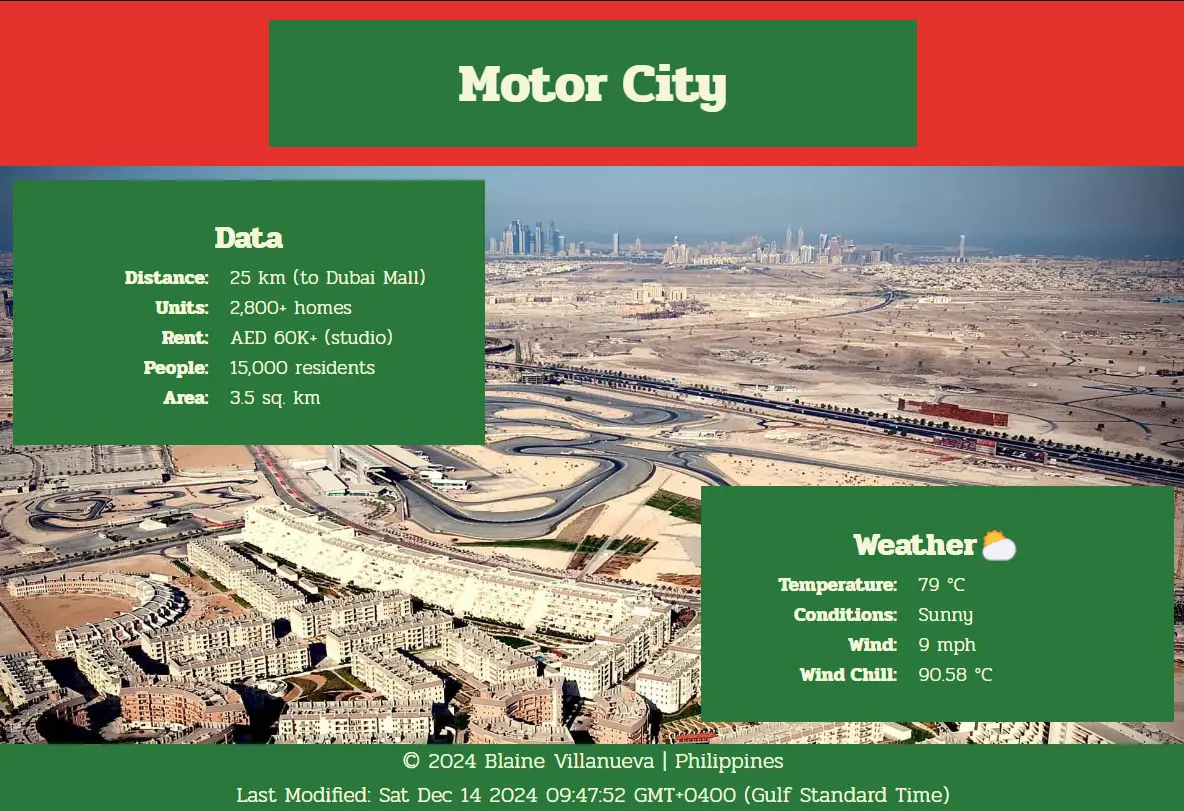 Motor City
Data
Distance: 25 km (to Dubai Mall)
Units: 2,800+ homes
Rent: AED 60K+ (studio)
People: 15,000 residents
Area: 3.5 sq. km
Weather
Temperature: 79 °C
Conditions: Sunny
Wind: 9 mph
Wind Chill: 90.58 °C
© 2024 Blaine Villanueva | Philippines
Last Modified: Sat Dec 14 2024 09:47:52 GMT+0400 (Gulf Standard Time)